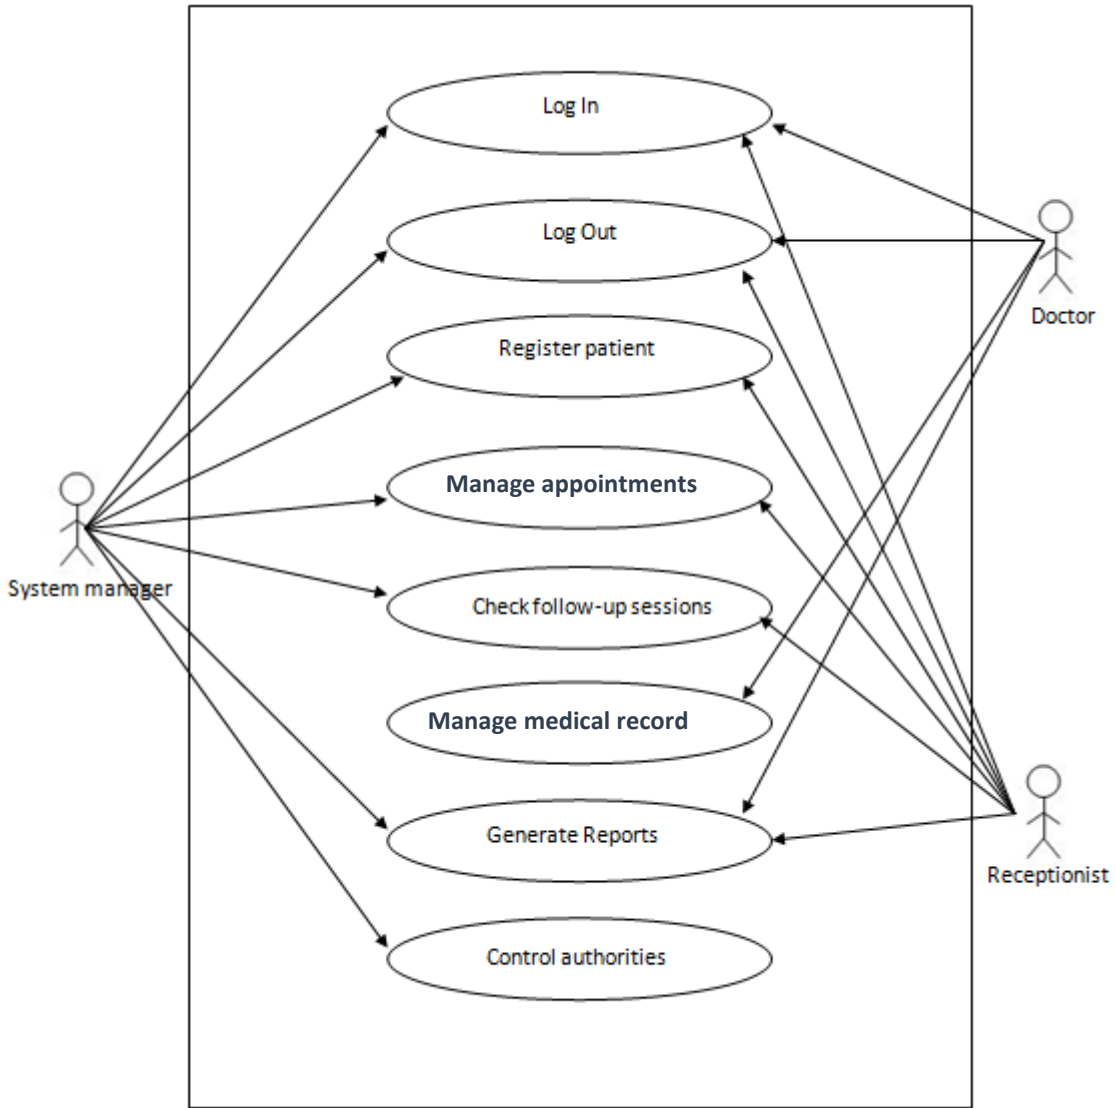 Log In
Log Out
Doctor
Register patient
Manage appointments
System manager
Check follow-up sessions
Manage medical record
Generate Reports
Receptionist
Control authorities